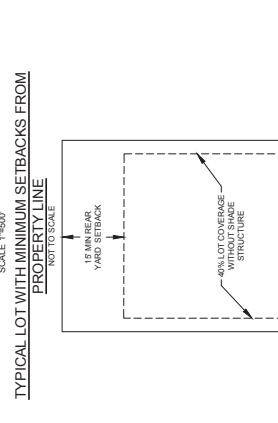 SCALE 1"=500'
TYPICAL LOT WITH MINIMUM SETBACKS FROM
PROPERTY LINE
NOT TO SCALE
15' MIN REAR
YARD SETBACK
40% LOT COVERAGE
WITHOUT SHADE
STRUCTURE